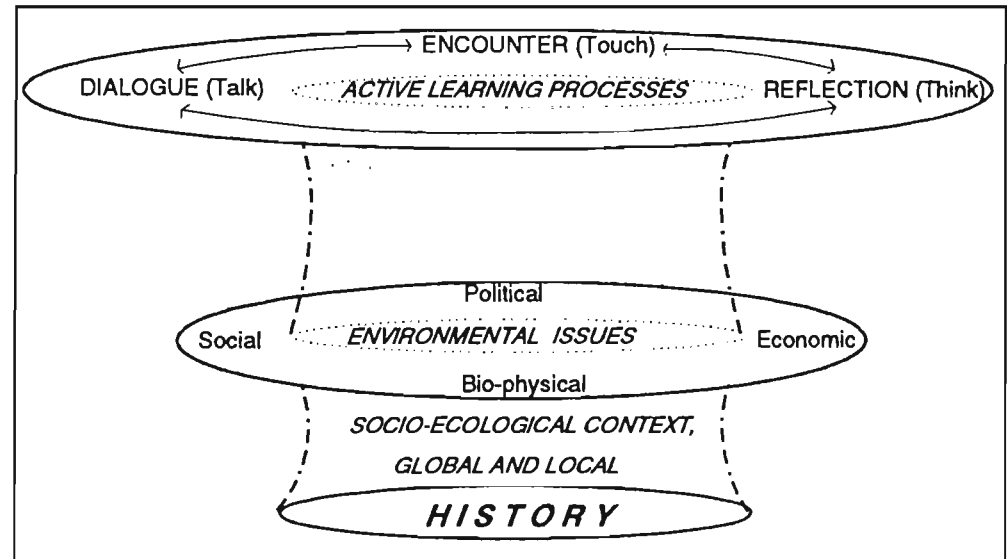 ENCOUNTER (Touch)
DIALOGUE (Talk) ACTIVE LEARNING PROCESSES REFLECTION (Think)
Political
Social ENVIRONMENTAL ISSUES Economic
Bio-physical
SOCIO-ECOLOGICAL CONTEXT,
GLOBAL AND LOCAL
HISTORY